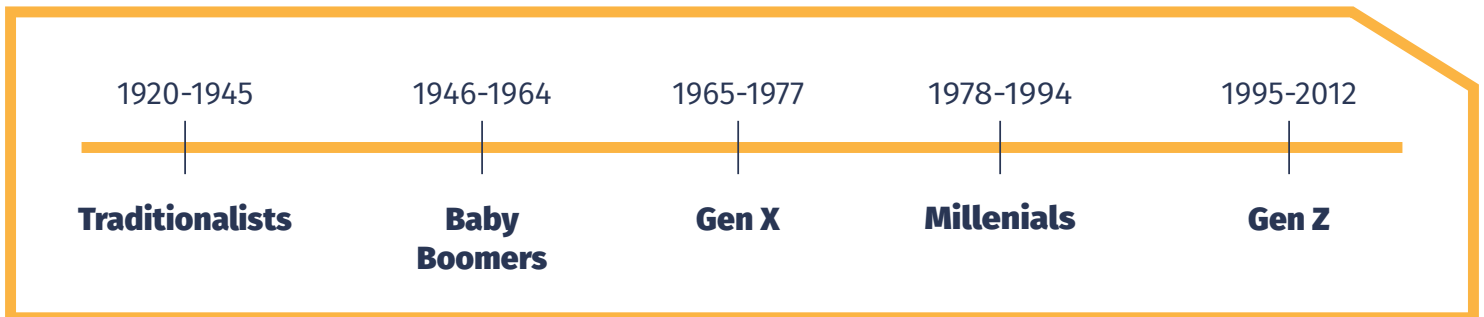 1920-1945 1946-1964 1965-1977 1978-1994 1995-2012
Traditionalists Baby Gen X Millenials Gen Z
Boomers